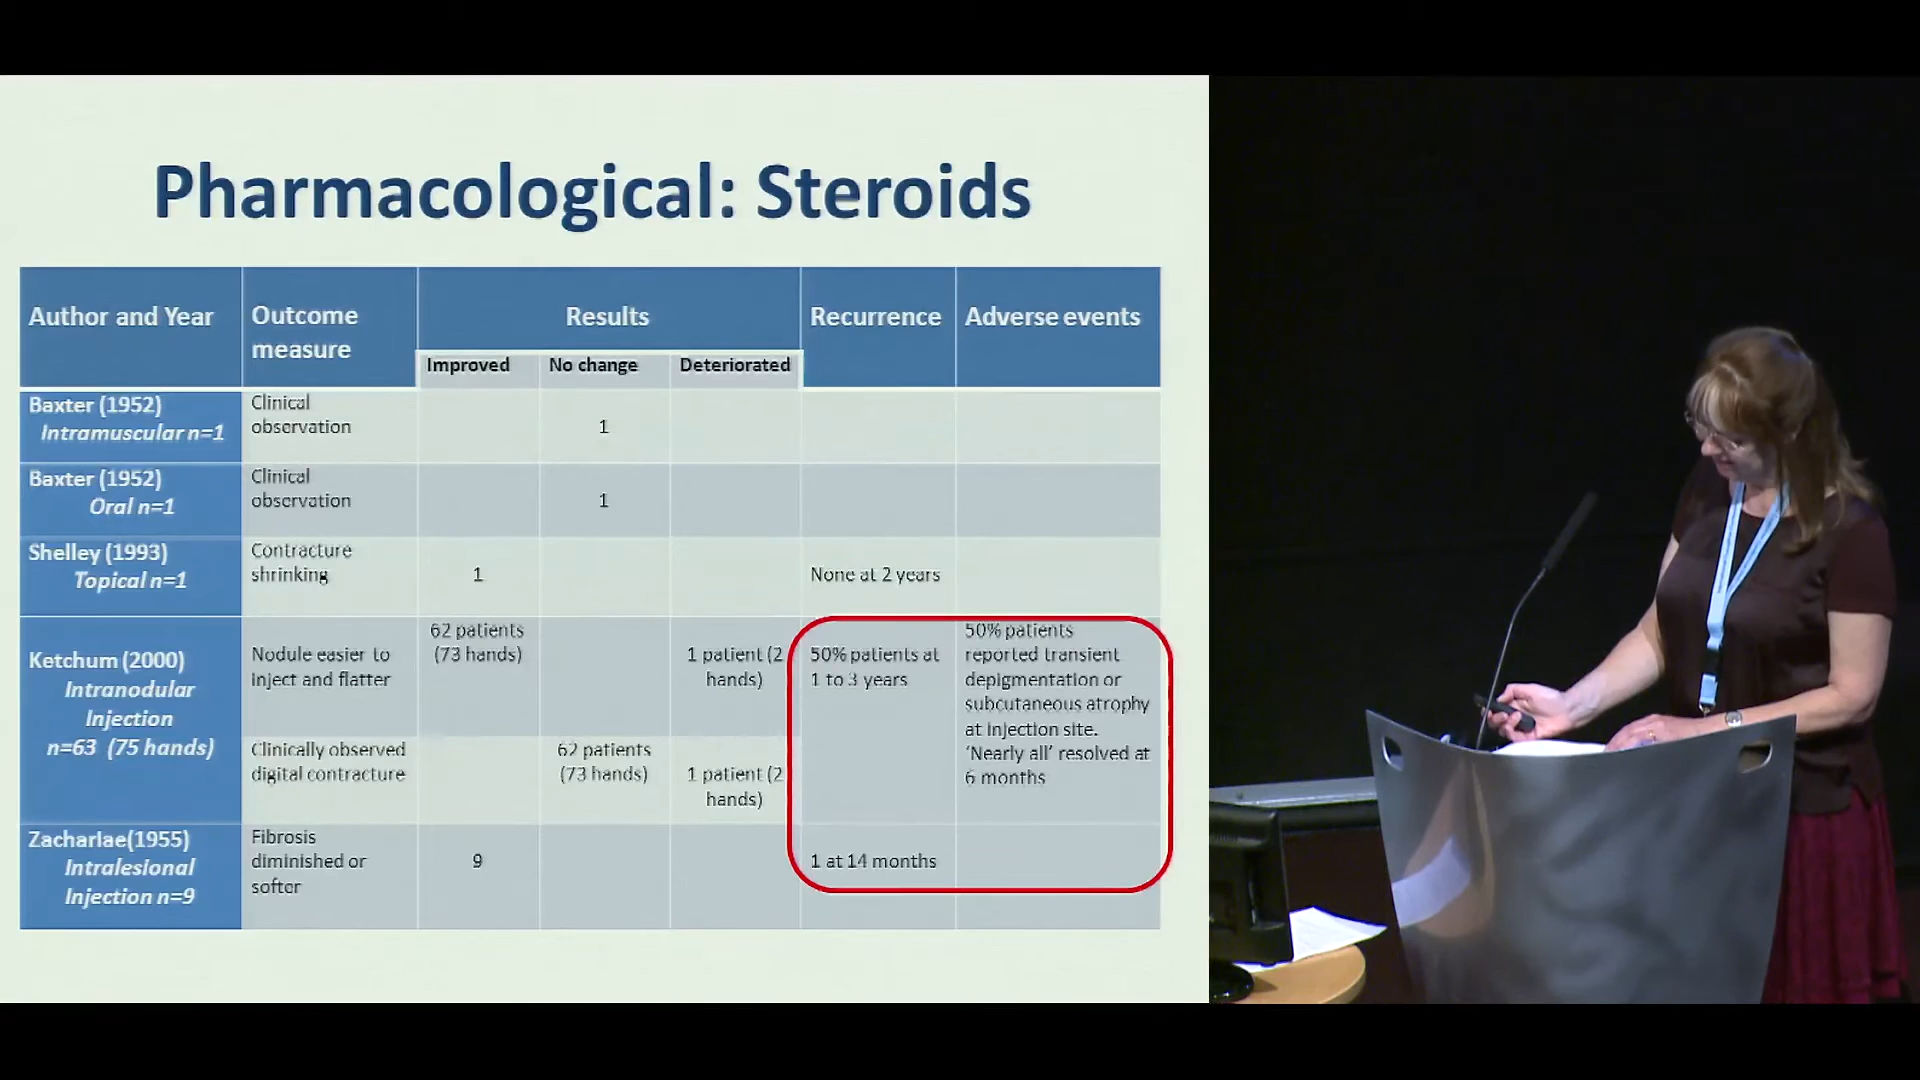 Pharmacological: Steroids
Author and Year
Outcome
measure
Results
Recurrence
Adverse events
Improved
No change
Deteriorated
Baxter (1952)
Intramuscular n=1
Clinical
observation
1
Baxter (1952)
Oral n=1
Clinical
observation
1
Shelley (1993)
Topical n=1
Contracture
shrinking
1
None at 2 years
Ketchum (2000)
Intranodular
Injection
n=63 (75 hands)
Nodule easier to
inject and flatter
62 patients
(73 hands)
1 patient (2
hands)
50% patients at
1 to 3 years
50% patients
reported transient
depigmentation or
subcutaneous atrophy
at injection site.
'Nearly all' resolved at
6 months
Clinically observed
digital contracture
62 patients
(73 hands)
1 patient (2
hands)
Zachariae(1955)
Intralesional
Injection n=9
Fibrosis
diminished or
softer
9
1 at 14 months